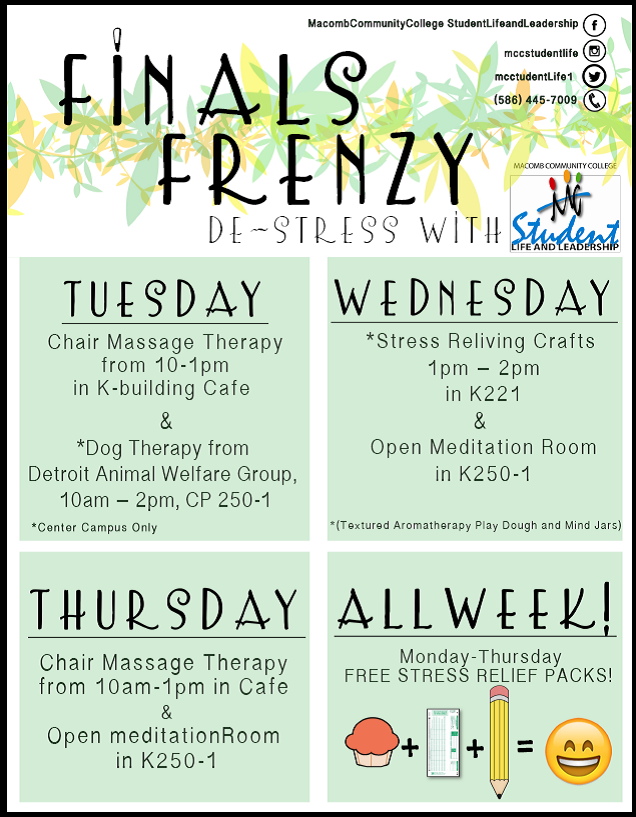 MacombCommunityCollege StudentLifeandLeadership
mccstudentlife
mcctudentLife1
(586) 445-7009
FINALS
FRENZY
DE~STRESS WITH
MACOMB COMMUNITY COLLEGE
MC
Student
LIFE AND LEADERSHIP
TUESDAY
Chair Massage Therapy
from 10-1pm
in K-building Cafe
&
*Dog Therapy from
Detroit Animal Welfare Group,
10am – 2pm, CP 250-1
*Center Campus Only
WEDNESDAY
*Stress Reliving Crafts
1pm – 2pm
in K221
&
Open Meditation Room
in K250-1
*(Textured Aromatherapy Play Dough and Mind Jars)
THURSDAY
Chair Massage Therapy
from 10am-1pm in Cafe
&
Open meditationRoom
in K250-1
ALLWEEK!
Monday-Thursday
FREE STRESS RELIEF PACKS!
+ + =